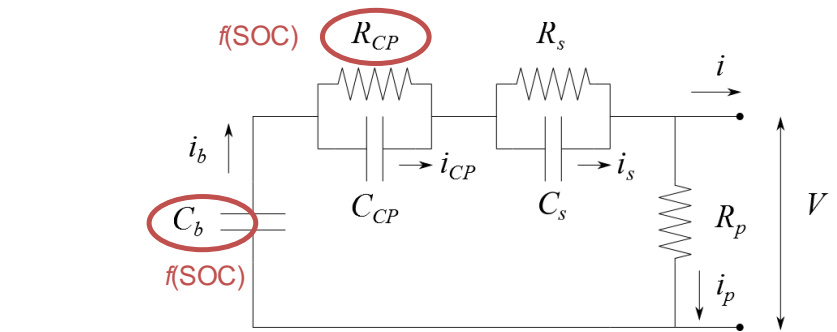 f(SOC)
R_CP
R_s
i
i_b
i_CP
i_s
C_CP
C_s
C_b
R_p
V
f(SOC)
i_p